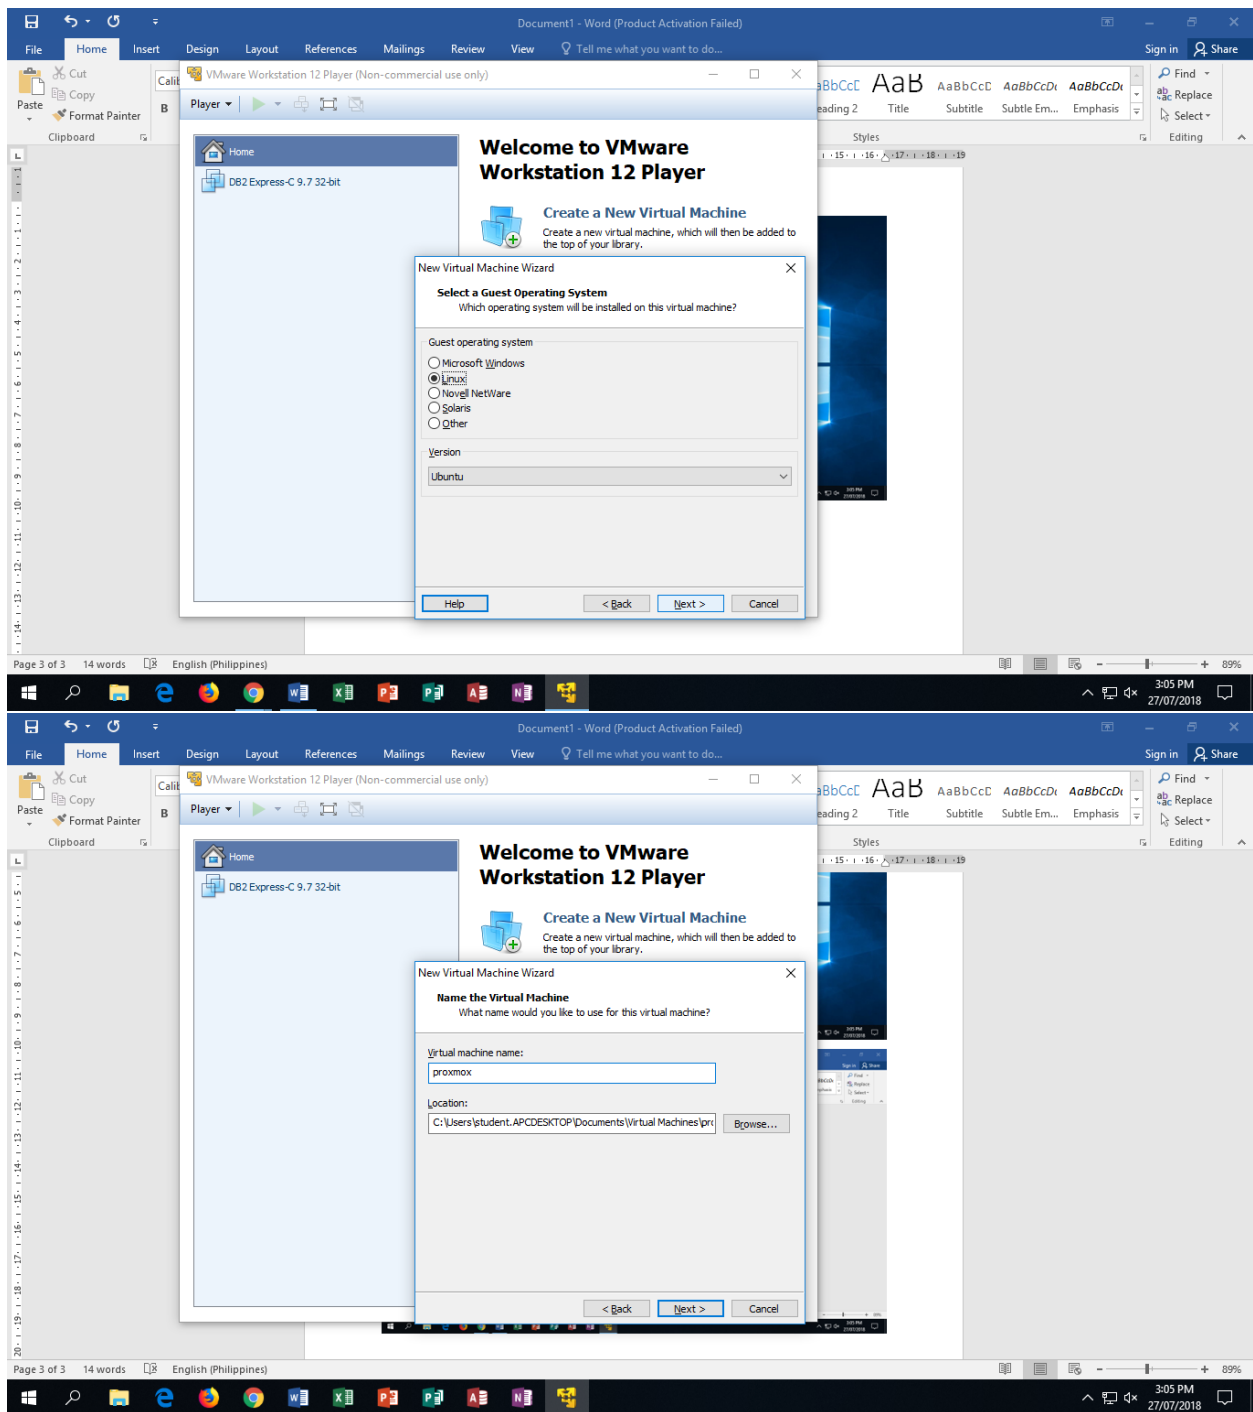 Document1 - Word (Product Activation Failed)
File Home Insert Design Layout References Mailings Review View Tell me what you want to do... Sign in Share
Cut
Copy
Paste
Format Painter
Clipboard
Calib
B
VMware Workstation 12 Player (Non-commercial use only)
Player
Home
DB2 Express-C 9.7 32-bit
Welcome to VMware
Workstation 12 Player
Create a New Virtual Machine
Create a new virtual machine, which will then be added to
the top of your library.
AaB AaBbCcD AaBbCcDc AaBbCcDc
eading 2 Title Subtitle Subtle Em... Emphasis
Styles
Find
Replace
Select
Editing
New Virtual Machine Wizard
Select a Guest Operating System
Which operating system will be installed on this virtual machine?
Guest operating system
Microsoft Windows
Linux
Novell NetWare
Solaris
Other
Version
Ubuntu
Help < Back Next > Cancel
Page 3 of 3 14 words English (Philippines) 89%
3:05 PM
27/07/2018
Document1 - Word (Product Activation Failed)
File Home Insert Design Layout References Mailings Review View Tell me what you want to do... Sign in Share
Cut
Copy
Paste
Format Painter
Clipboard
Calib
B
VMware Workstation 12 Player (Non-commercial use only)
Player
Home
DB2 Express-C 9.7 32-bit
Welcome to VMware
Workstation 12 Player
Create a New Virtual Machine
Create a new virtual machine, which will then be added to
the top of your library.
AaB AaBbCcD AaBbCcDc AaBbCcDc
eading 2 Title Subtitle Subtle Em... Emphasis
Styles
Find
Replace
Select
Editing
New Virtual Machine Wizard
Name the Virtual Machine
What name would you like to use for this virtual machine?
Virtual machine name:
proxmox
Location:
C:\Users\student.APCDESKTOP\Documents\Virtual Machines\pro Browse...
< Back Next > Cancel
Page 3 of 3 14 words English (Philippines) 89%
3:05 PM
27/07/2018